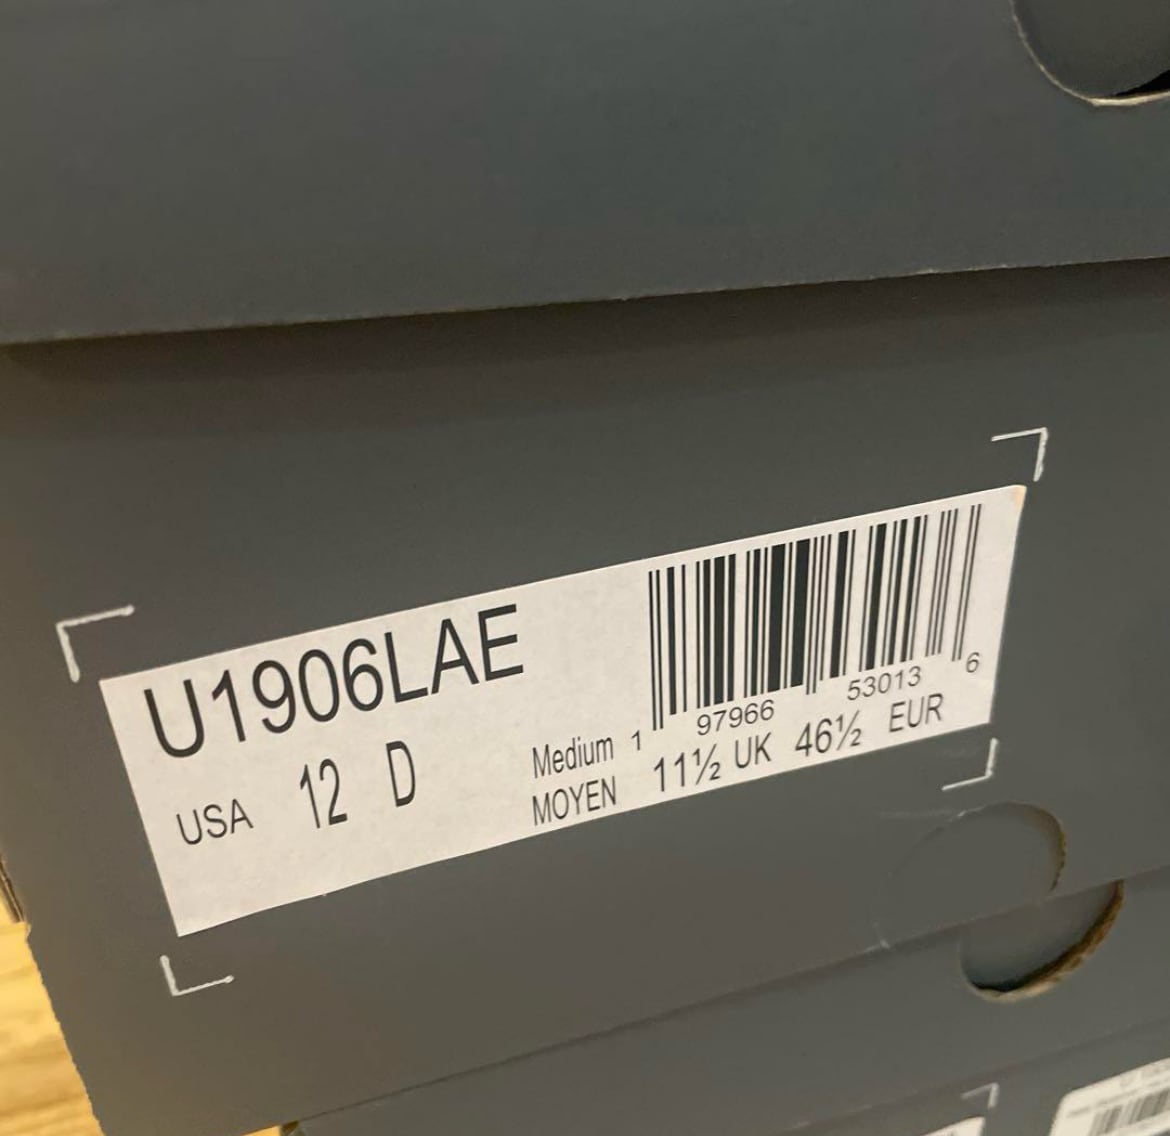 U1906LAE
USA 12 D
Medium
MOYEN
1 97966 53013 6
11½ UK 46½ EUR